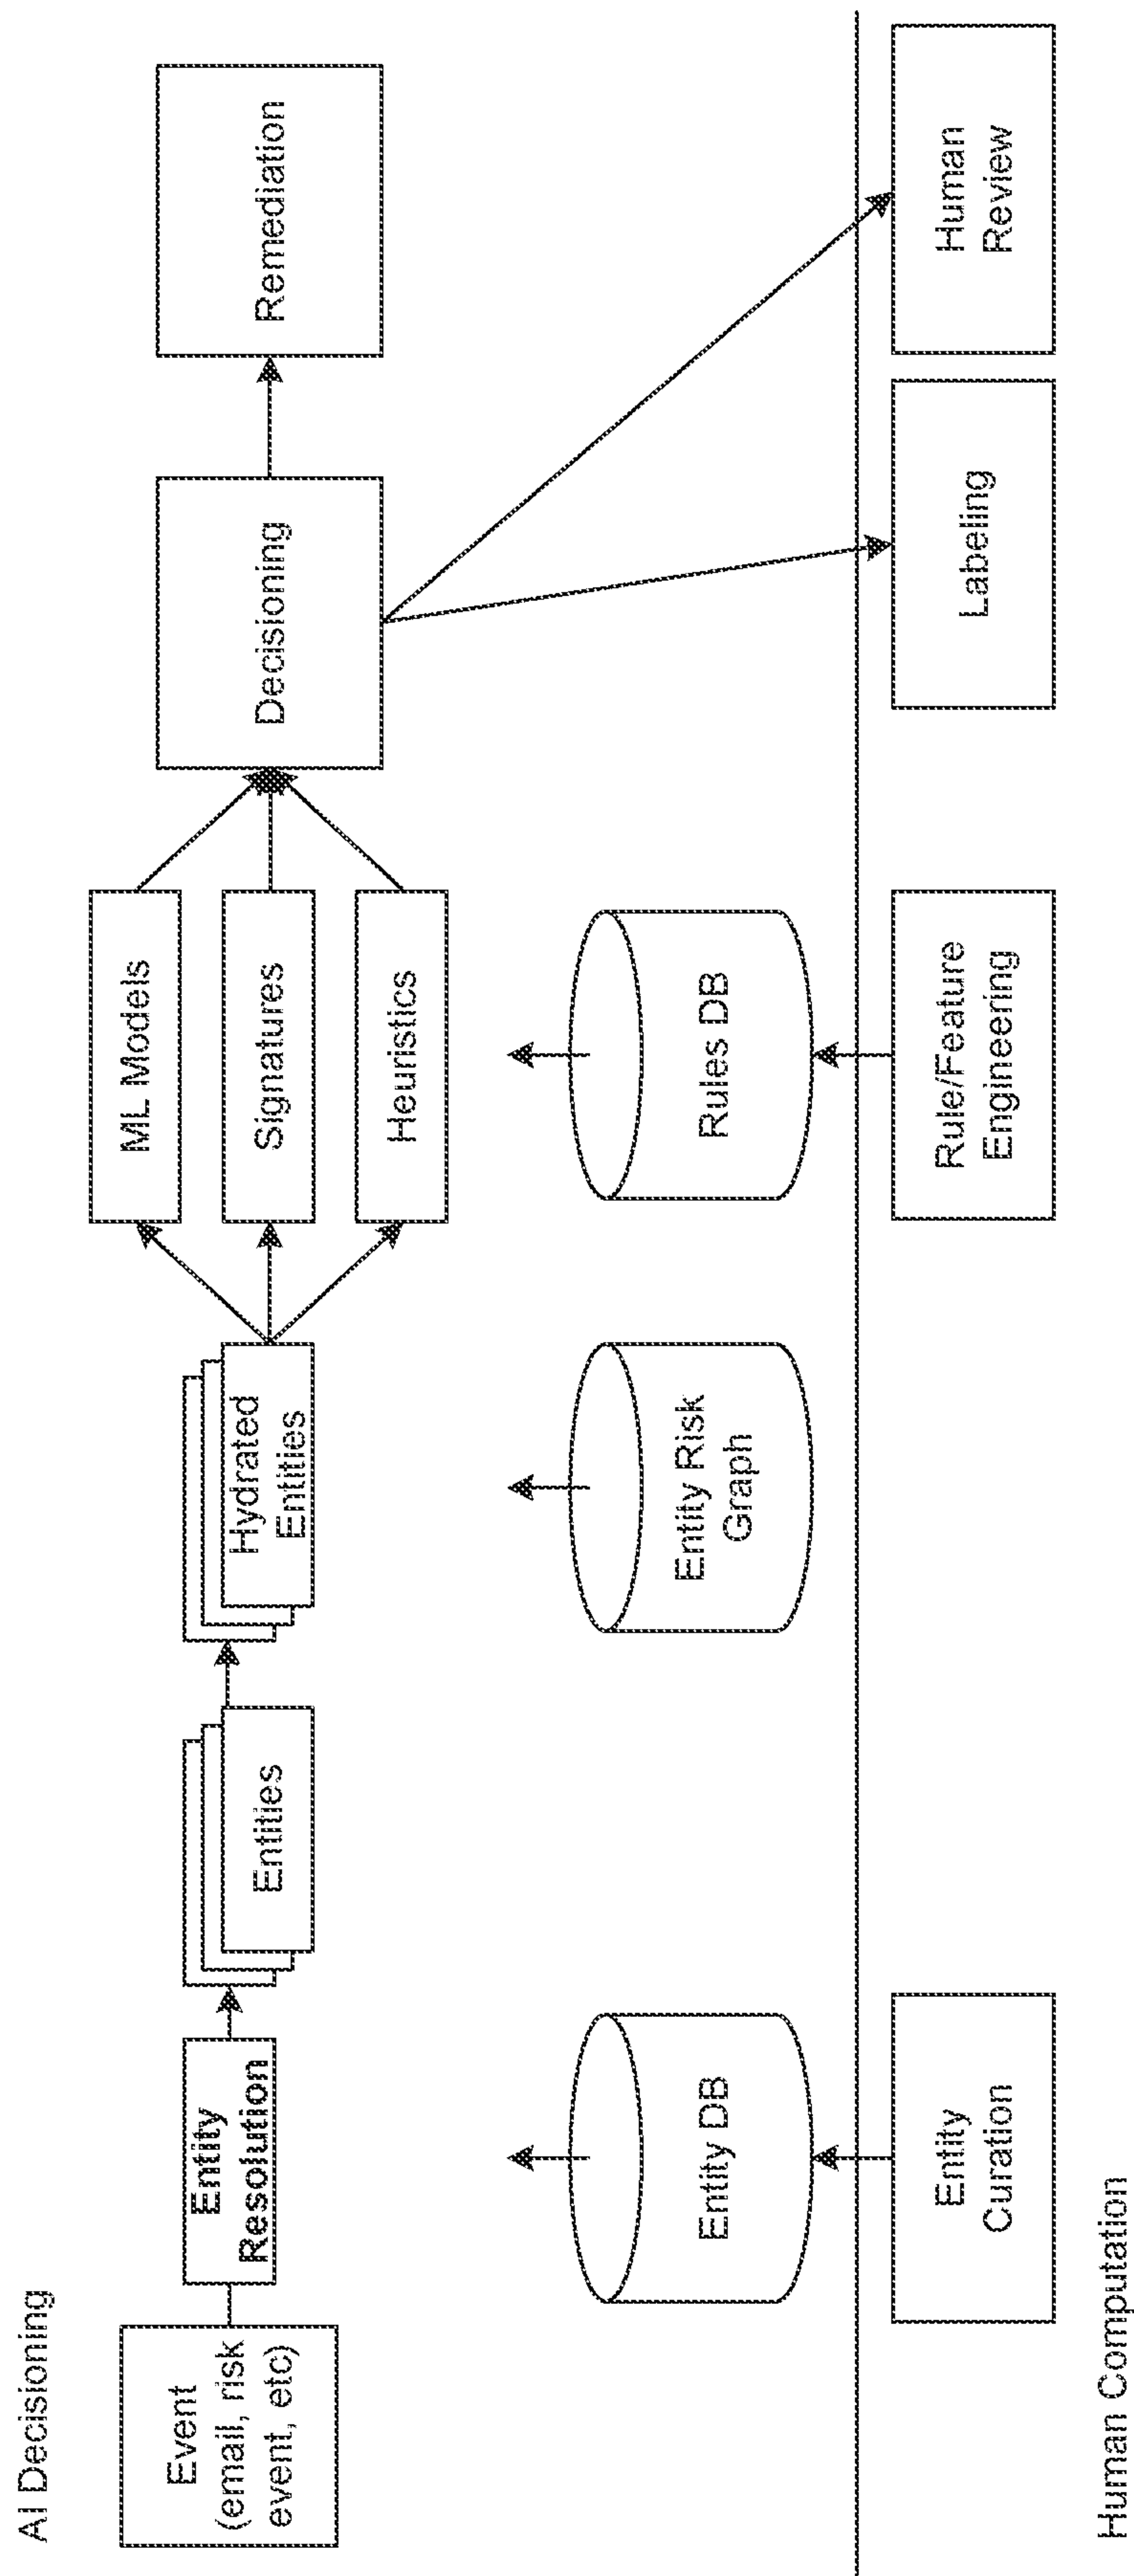 AI Decisioning
Event
(email, risk
event, etc)
Entity
Resolution
Entities
Hydrated
Entities
ML Models
Signatures
Heuristics
Decisioning
Remediation
Entity DB
Entity Risk
Graph
Rules DB
Entity
Curation
Rule/Feature
Engineering
Labeling
Human
Review
Human Computation